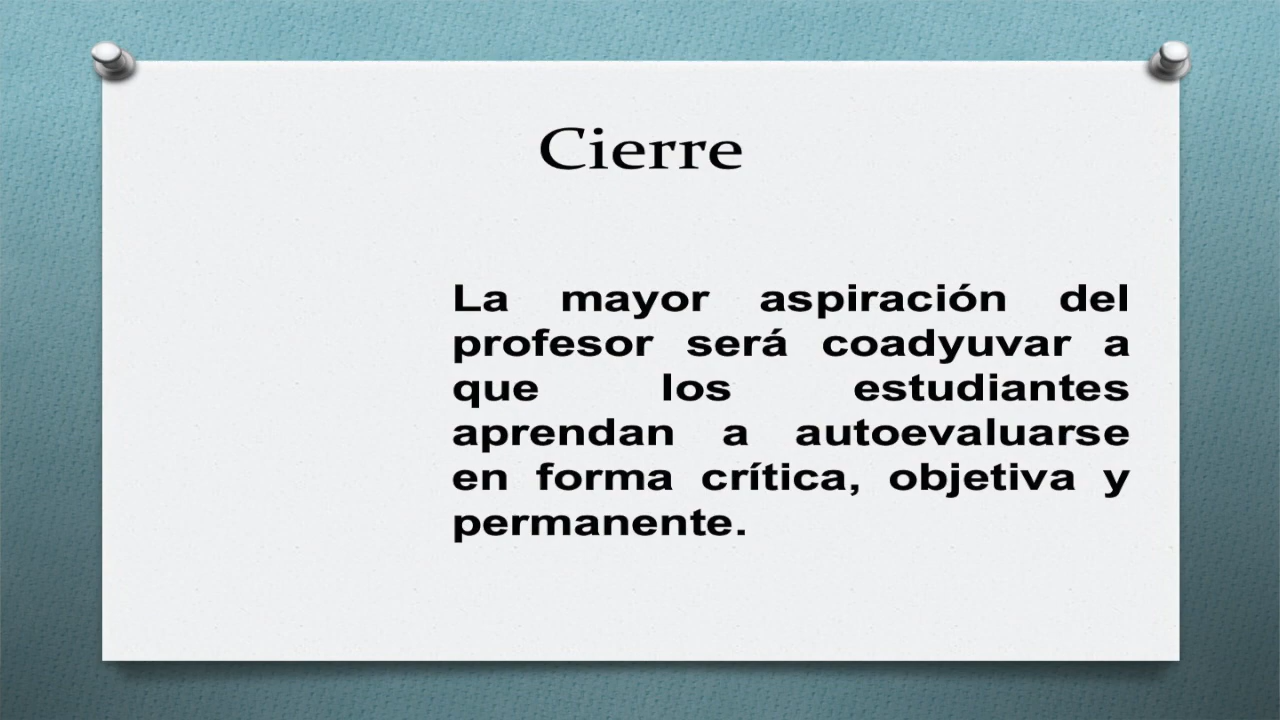 Cierre
La mayor aspiración del
profesor será coadyuvar a
que los estudiantes
aprendan a autoevaluarse
en forma crítica, objetiva y
permanente.